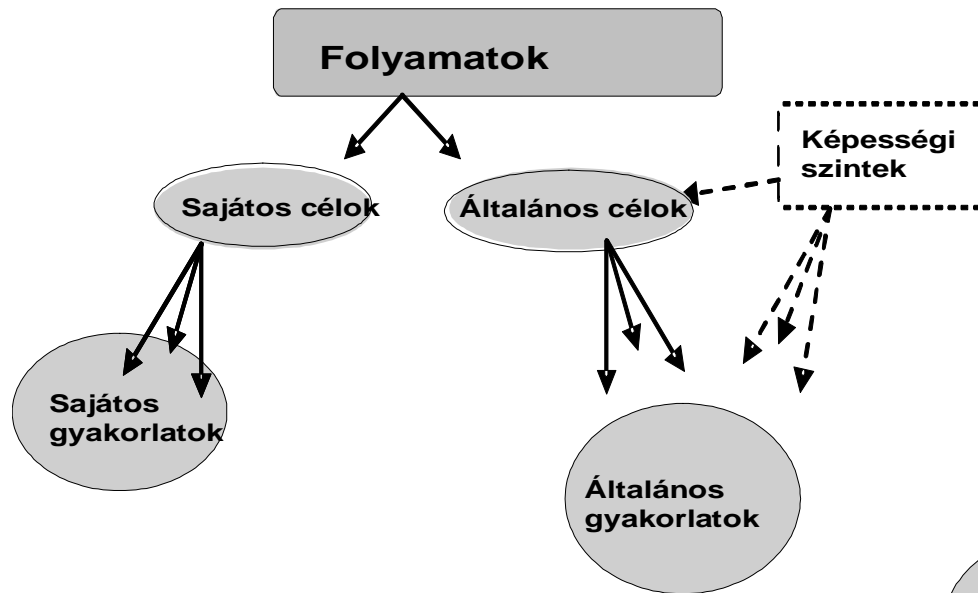 Folyamatok
Képességi
szintek
Sajátos célok
Általános célok
Sajátos
gyakorlatok
Általános
gyakorlatok